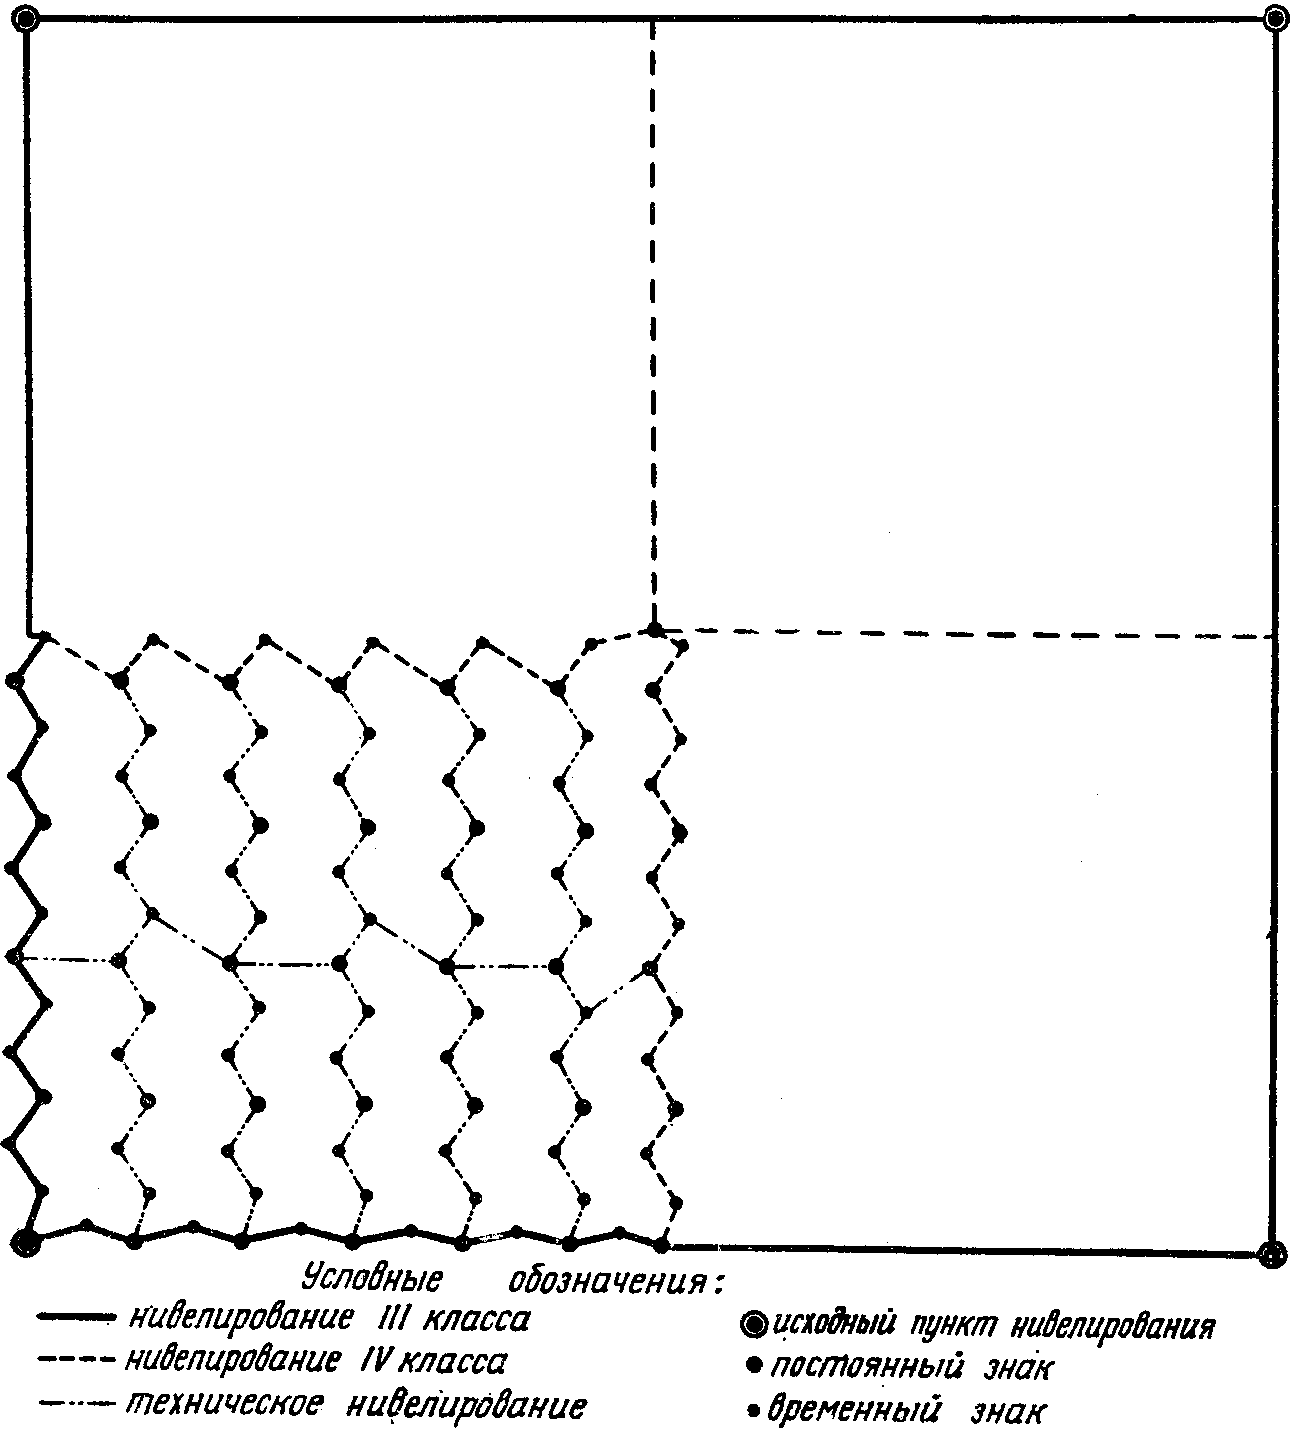 Условные обозначения:
нивелирование III класса
нивелирование IV класса
техническое нивелирование
исходный пункт нивелирования
постоянный знак
временный знак